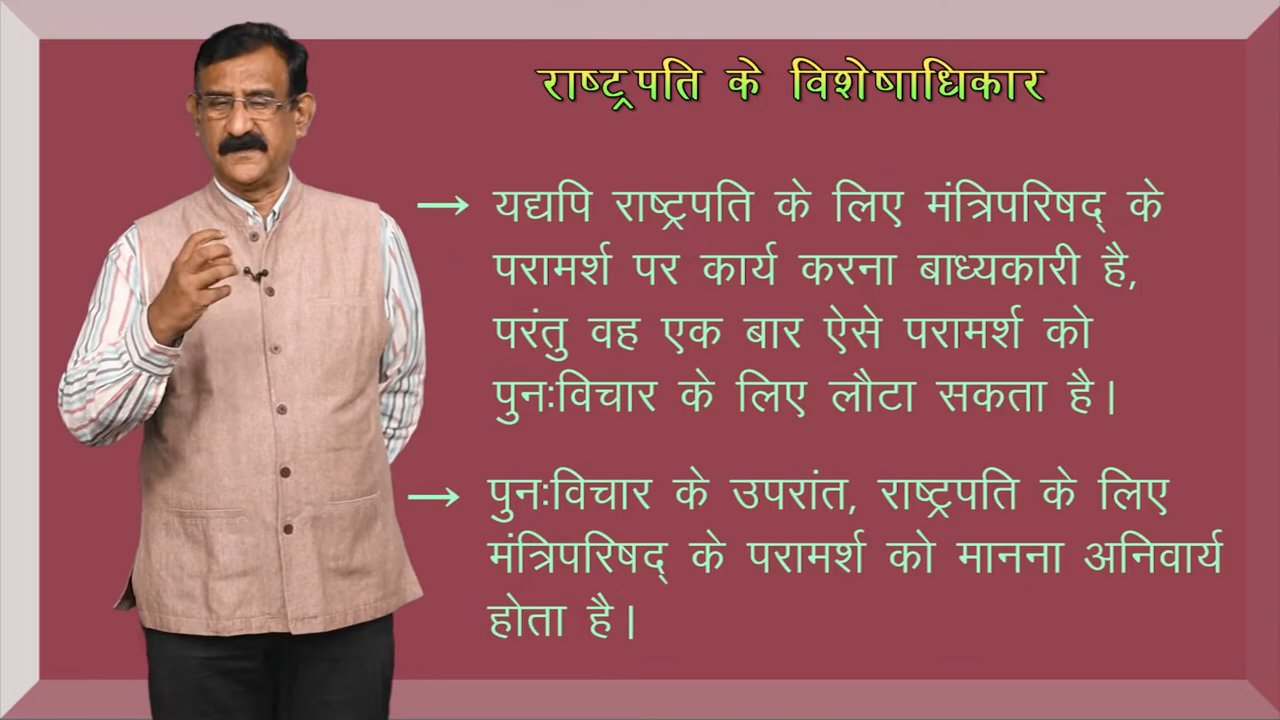 राष्ट्रपति के विशेषाधिकार
→ यद्यपि राष्ट्रपति के लिए मंत्रिपरिषद् के
परामर्श पर कार्य करना बाध्यकारी है,
परंतु वह एक बार ऐसे परामर्श को
पुनःविचार के लिए लौटा सकता है।
→ पुनःविचार के उपरांत, राष्ट्रपति के लिए
मंत्रिपरिषद् के परामर्श को मानना अनिवार्य
होता है।